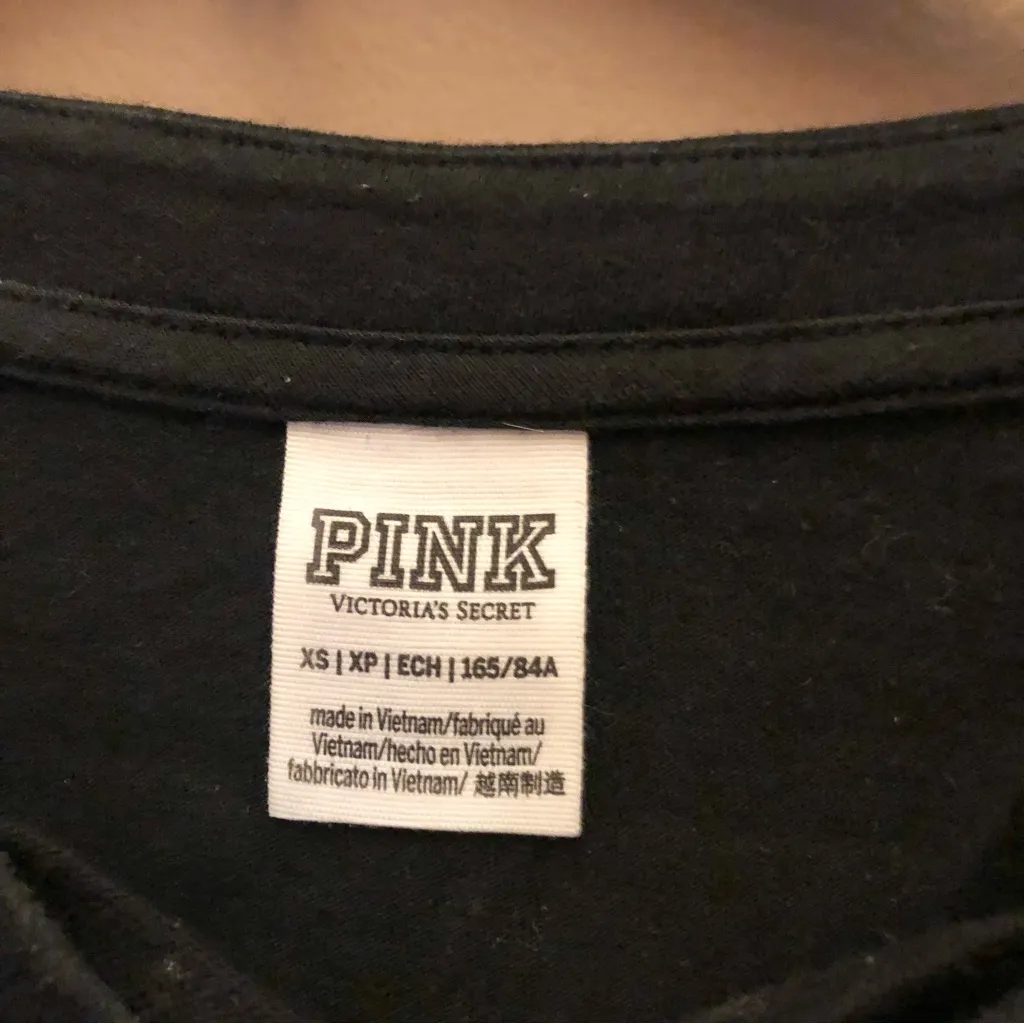 PINK
VICTORIA'S SECRET
XS | XP | ECH | 165/84A
made in Vietnam/fabriqué au
Vietnam/hecho en Vietnam/
fabbricato in Vietnam/ 越南制造